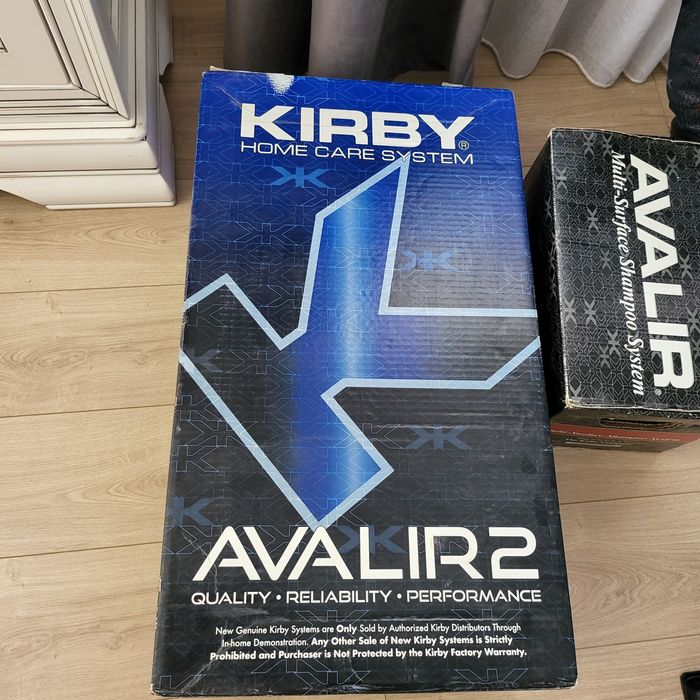 KIRBY®
HOME CARE SYSTEM
AVALIR 2
QUALITY • RELIABILITY • PERFORMANCE
New Genuine Kirby Systems are Only Sold by Authorized Kirby Distributors Through
In-home Demonstration. Any Other Sale of New Kirby Systems is Strictly
Prohibited and Purchaser is Not Protected by the Kirby Factory Warranty.
AVALIR®
Multi-Surface Shampoo System